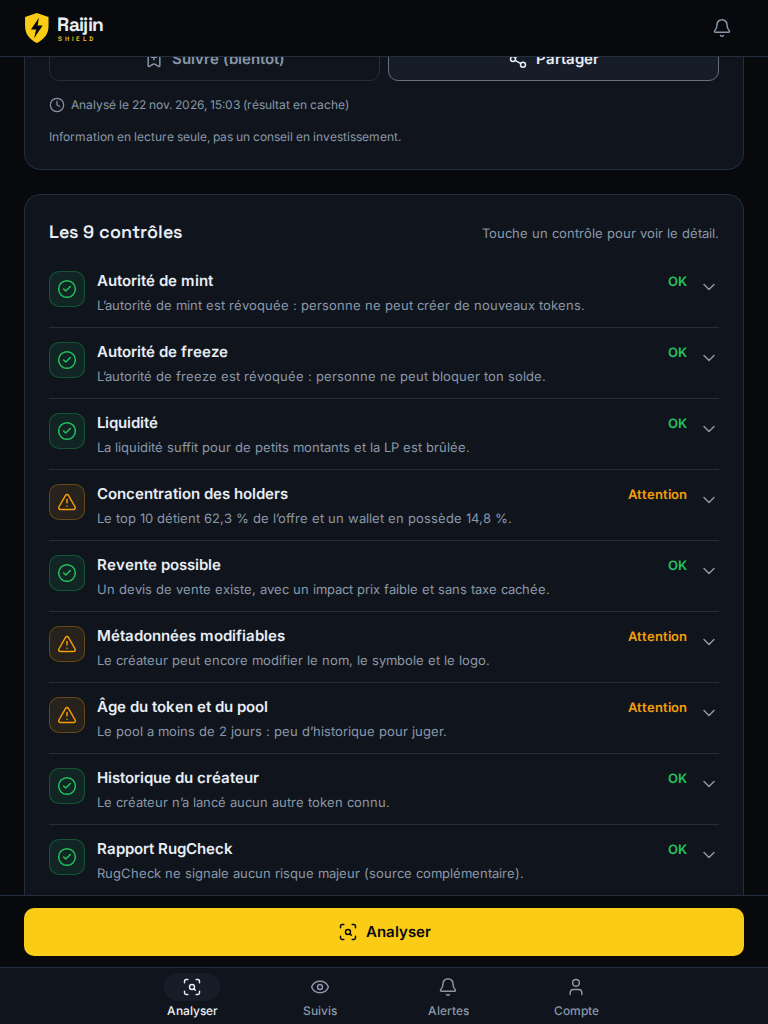 Raijin
SHIELD
Suivre (bientôt)
Partager
Analysé le 22 nov. 2026, 15:03 (résultat en cache)
Information en lecture seule, pas un conseil en investissement.
Les 9 contrôles
Touche un contrôle pour voir le détail.
Autorité de mint
OK
L’autorité de mint est révoquée : personne ne peut créer de nouveaux tokens.
Autorité de freeze
OK
L’autorité de freeze est révoquée : personne ne peut bloquer ton solde.
Liquidité
OK
La liquidité suffit pour de petits montants et la LP est brûlée.
Concentration des holders
Attention
Le top 10 détient 62,3 % de l’offre et un wallet en possède 14,8 %.
Revente possible
OK
Un devis de vente existe, avec un impact prix faible et sans taxe cachée.
Métadonnées modifiables
Attention
Le créateur peut encore modifier le nom, le symbole et le logo.
Âge du token et du pool
Attention
Le pool a moins de 2 jours : peu d’historique pour juger.
Historique du créateur
OK
Le créateur n’a lancé aucun autre token connu.
Rapport RugCheck
OK
RugCheck ne signale aucun risque majeur (source complémentaire).
Analyser
Analyser
Suivis
Alertes
Compte